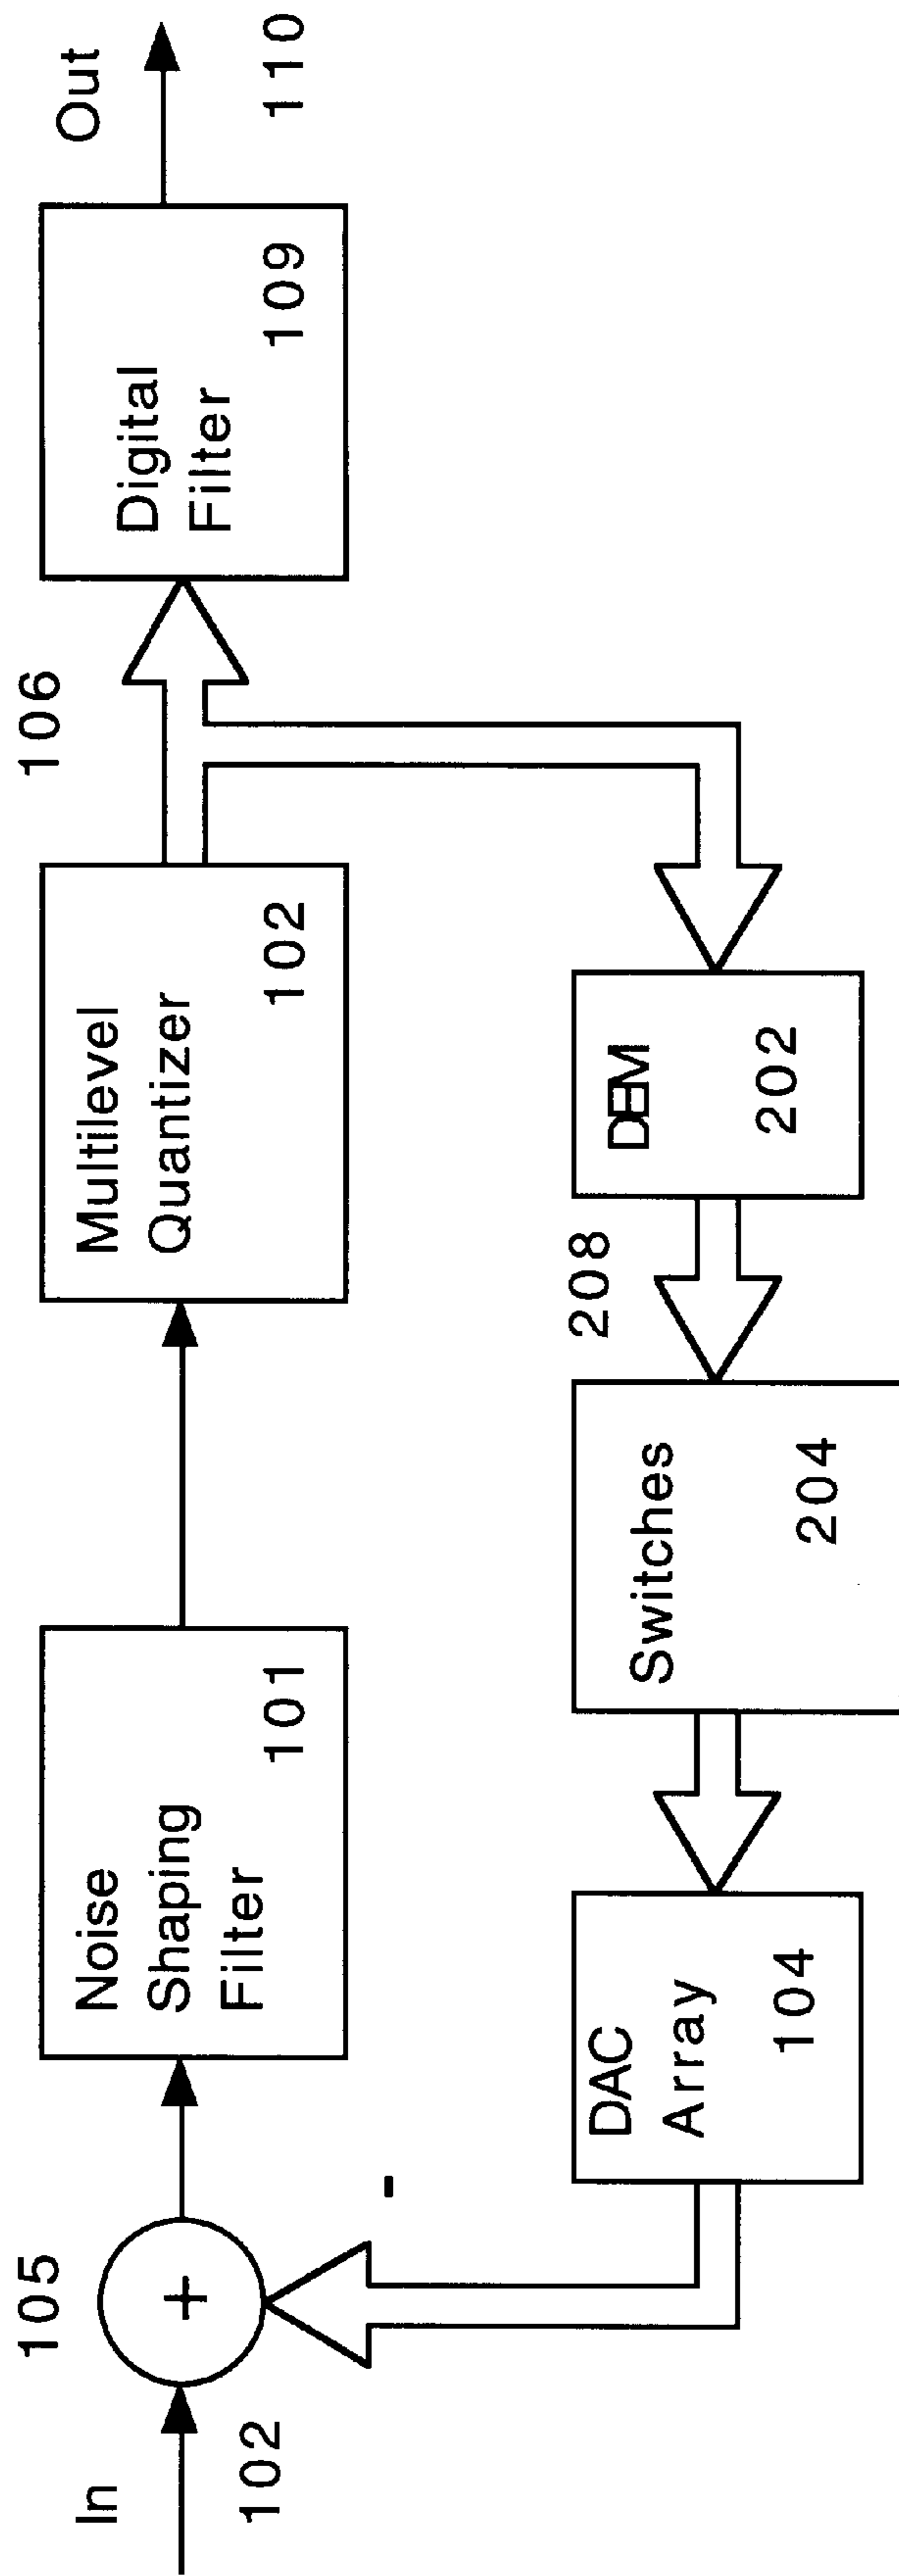 In
102
105
+
-
Noise
Shaping
Filter
101
Multilevel
Quantizer
102
106
Digital
Filter
109
Out
110
DAC
Array
104
Switches
204
208
DEM
202